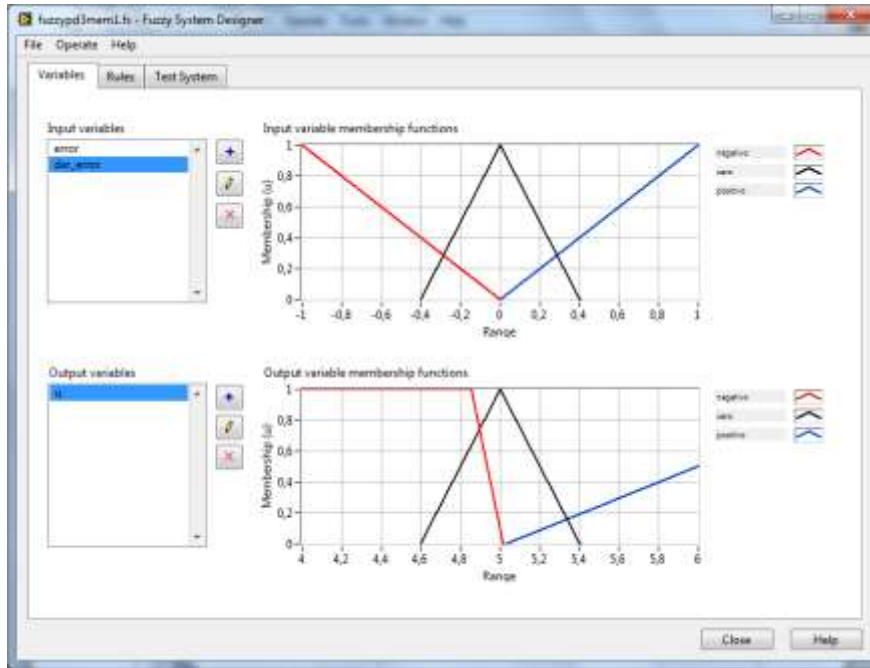 fuzzypd3mem1.fs - Fuzzy System Designer
File Operate Help
Variables Rules Test System
Input variables
error
der_error
Input variable membership functions
Membership (u)
1
0,8
0,6
0,4
0,2
0
-1 -0,8 -0,6 -0,4 -0,2 0 0,2 0,4 0,6 0,8 1
Range
negative
zero
positive
Output variables
u
Output variable membership functions
Membership (u)
1
0,8
0,6
0,4
0,2
0
4 4,2 4,4 4,6 4,8 5 5,2 5,4 5,6 5,8 6
Range
negative
zero
positive
Close Help